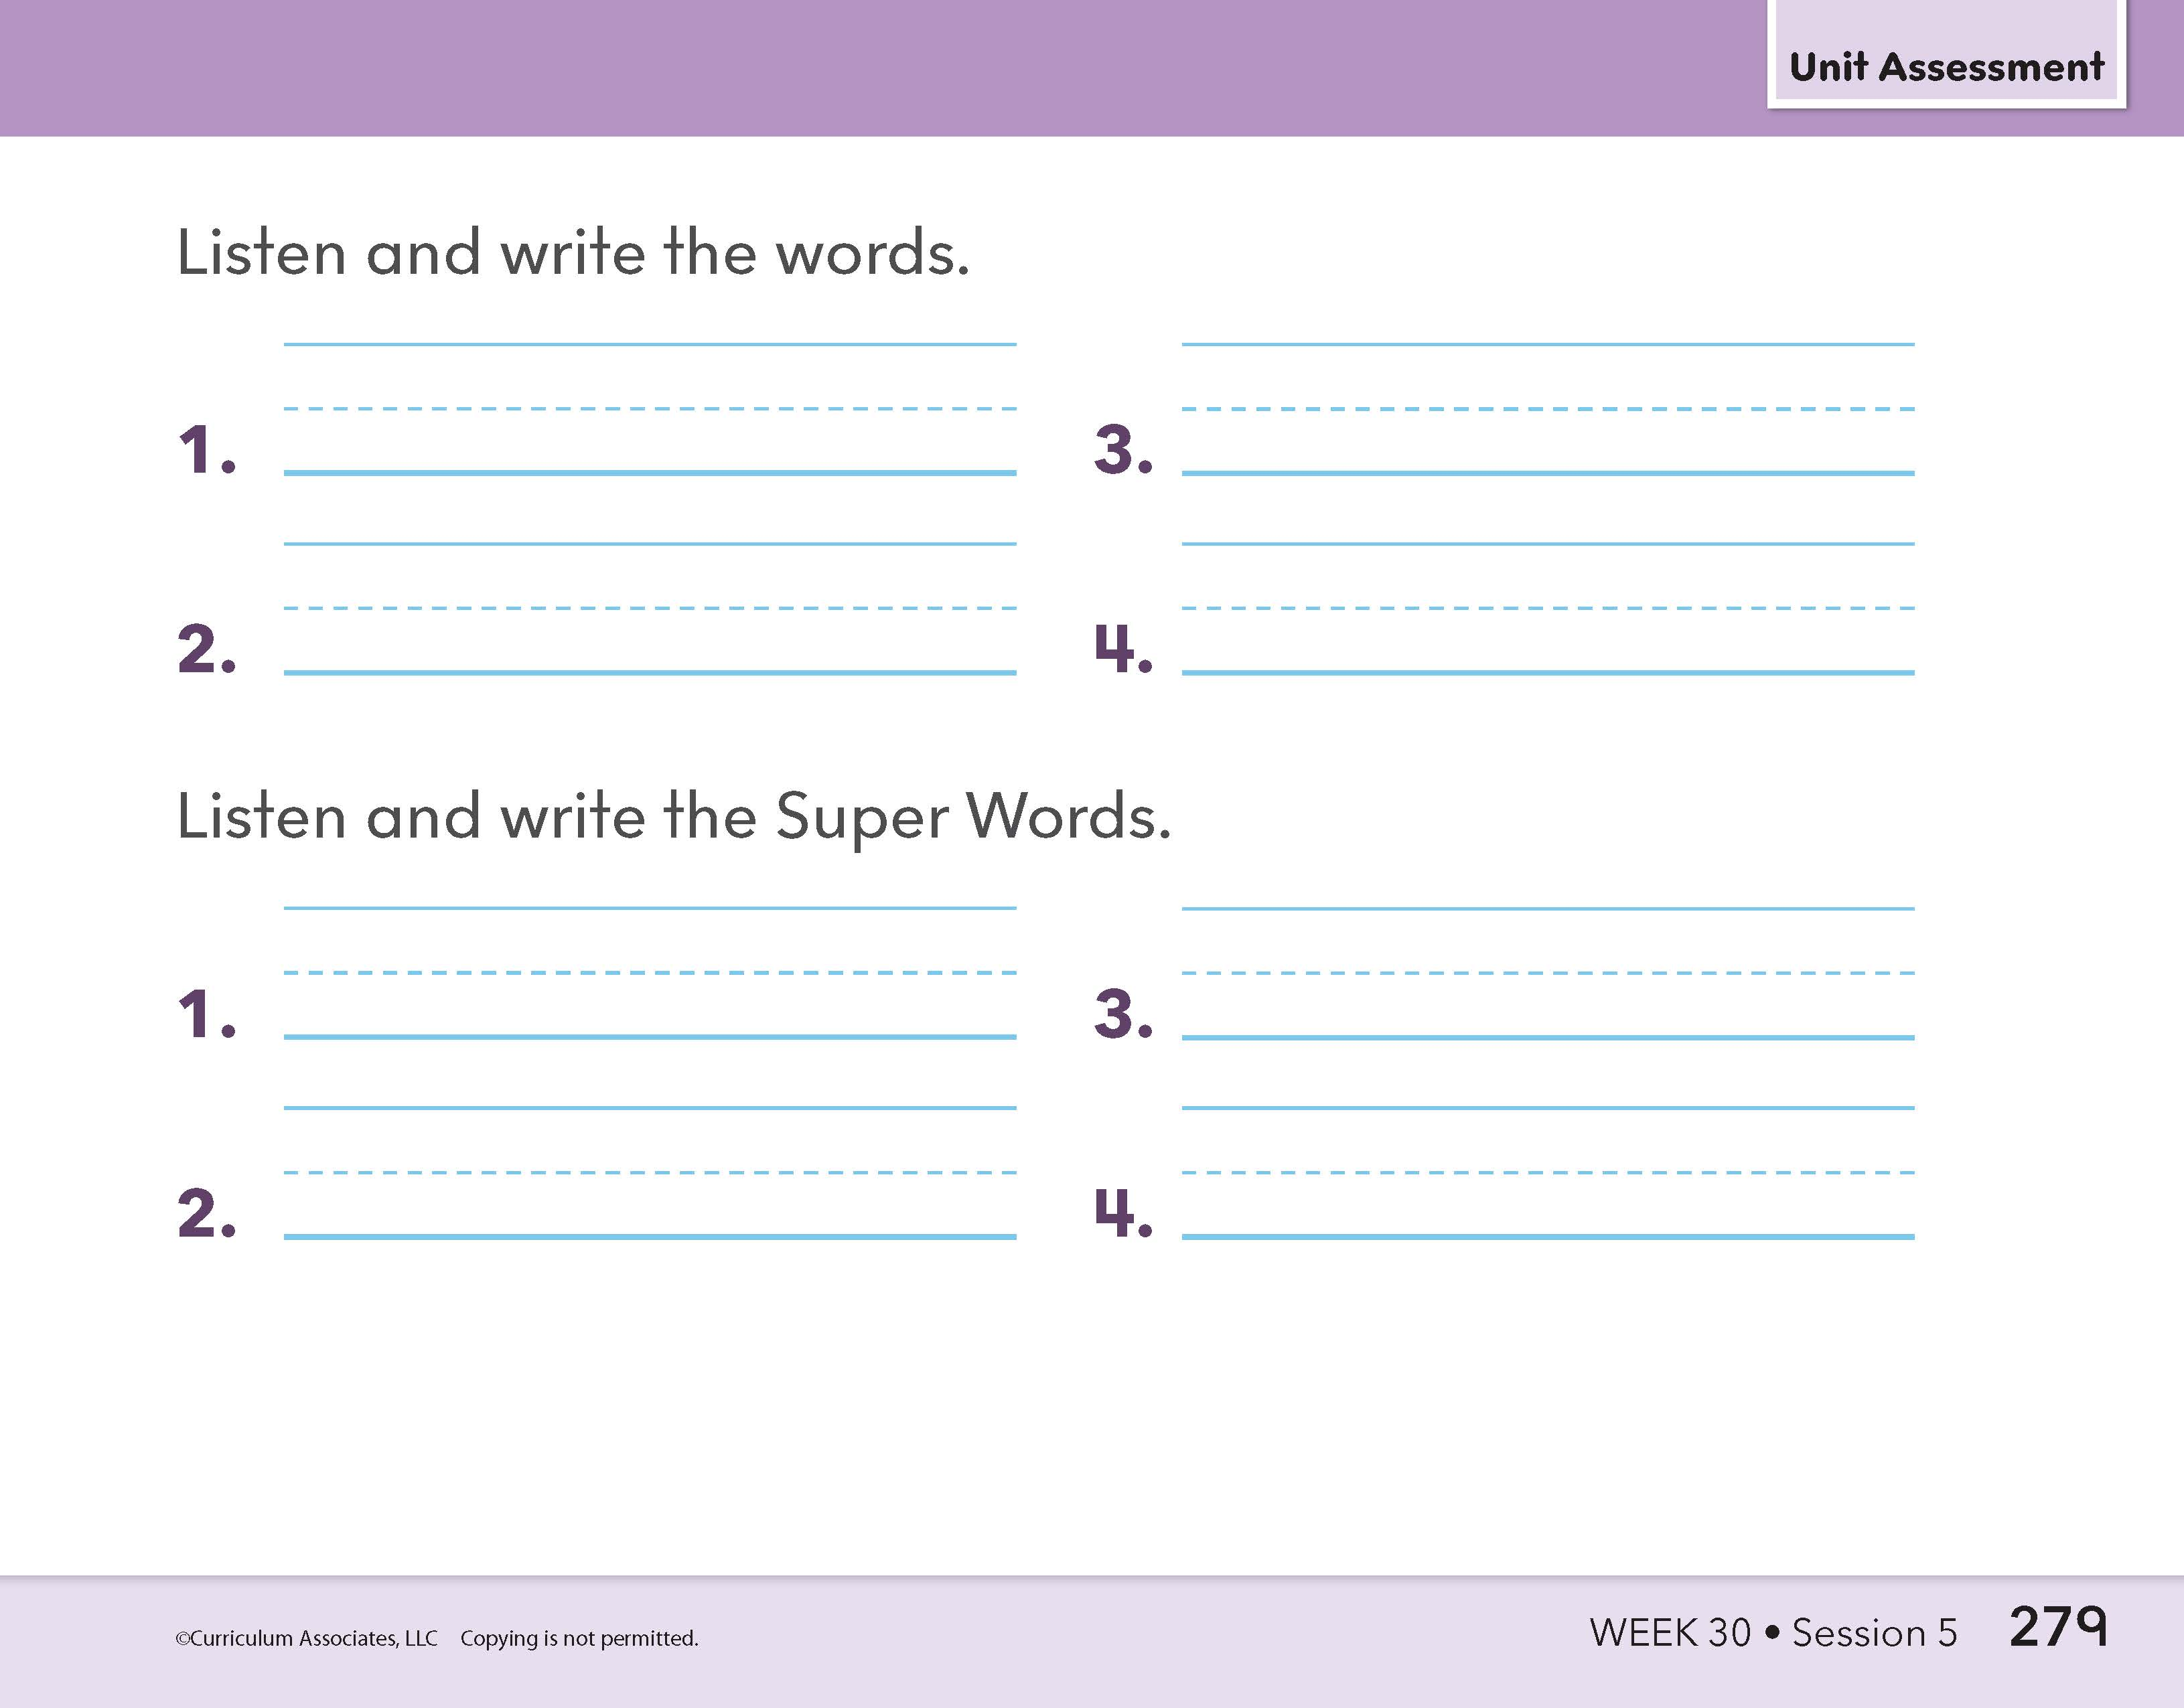 Unit Assessment
Listen and write the words.
1.
2.
3.
4.
Listen and write the Super Words.
1.
2.
3.
4.
©Curriculum Associates, LLC Copying is not permitted.
WEEK 30 • Session 5 279